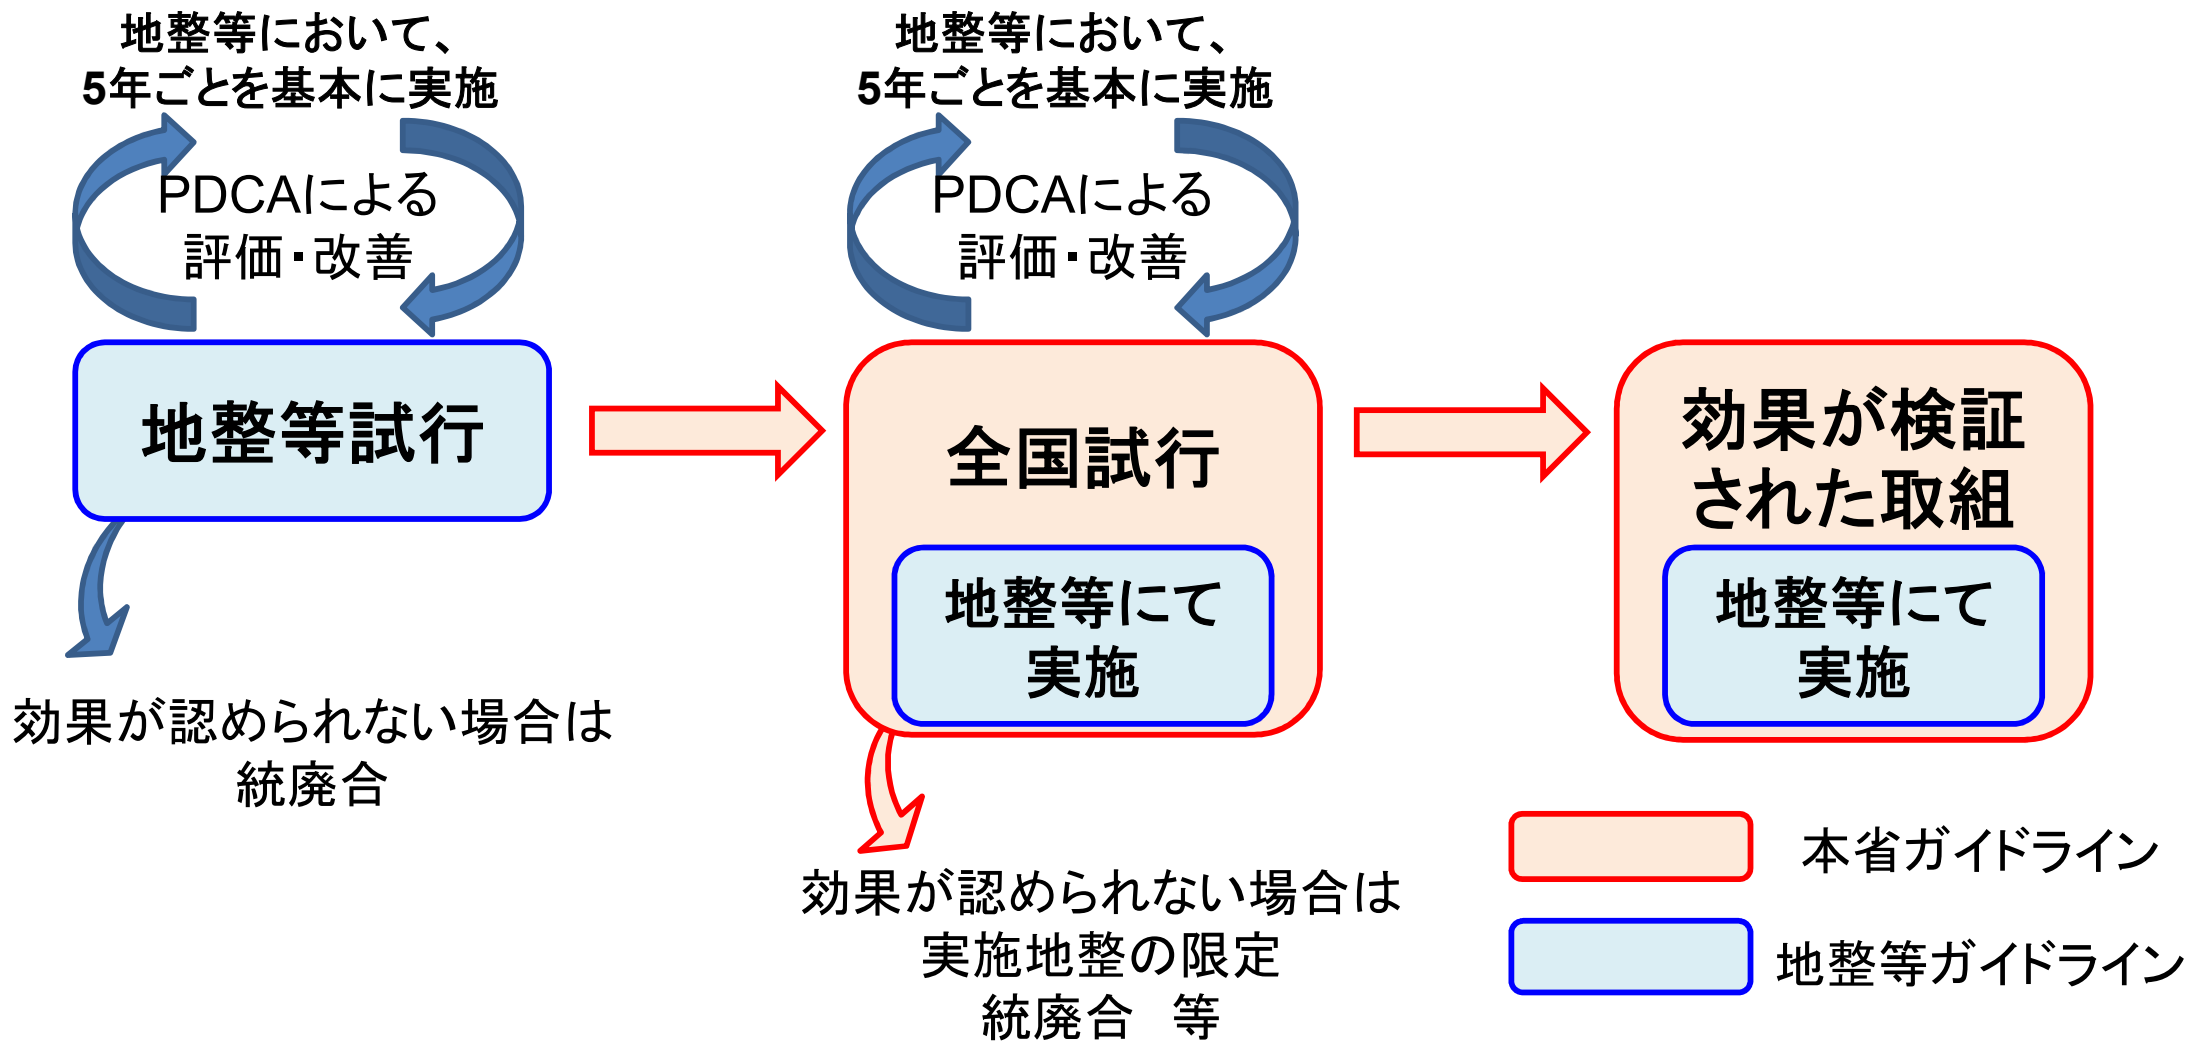 地整等において、
5年ごとを基本に実施
PDCAによる
評価・改善
地整等試行
効果が認められない場合は
統廃合
地整等において、
5年ごとを基本に実施
PDCAによる
評価・改善
全国試行
地整等にて
実施
効果が認められない場合は
実施地整の限定
統廃合　等
効果が検証
された取組
地整等にて
実施
本省ガイドライン
地整等ガイドライン